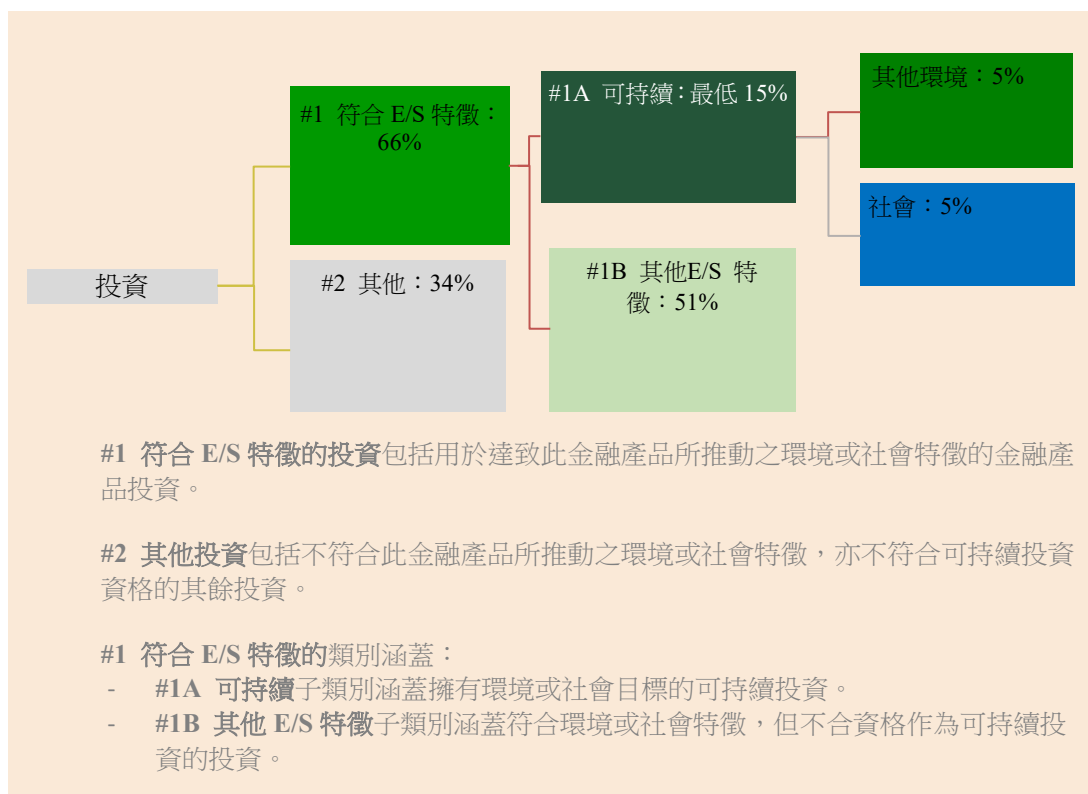 投資
#1 符合 E/S 特徵：
66%
#2 其他：34%
#1A 可持續：最低 15%
#1B 其他E/S 特
徵：51%
其他環境：5%
社會：5%
#1 符合 E/S 特徵的投資包括用於達致此金融產品所推動之環境或社會特徵的金融產
品投資。
#2 其他投資包括不符合此金融產品所推動之環境或社會特徵，亦不符合可持續投資
資格的其餘投資。
#1 符合 E/S 特徵的類別涵蓋：
- #1A 可持續子類別涵蓋擁有環境或社會目標的可持續投資。
- #1B 其他 E/S 特徵子類別涵蓋符合環境或社會特徵，但不合資格作為可持續投
資的投資。